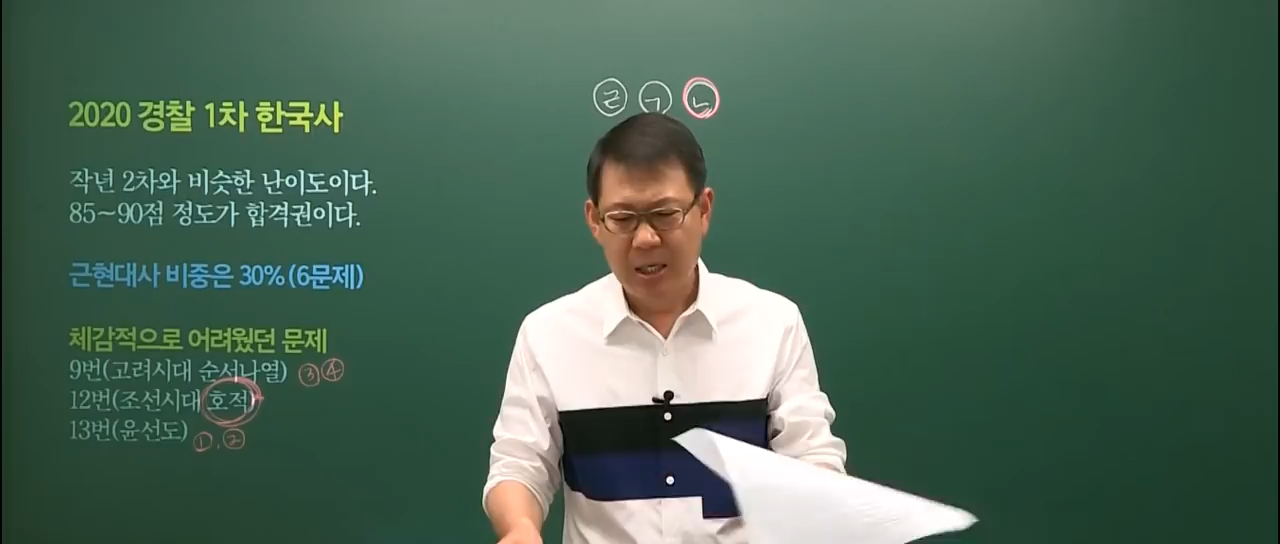 2020 경찰 1차 한국사
ㄹ ㄱ ㄴ
작년 2차와 비슷한 난이도이다.
85~90점 정도가 합격권이다.
근현대사 비중은 30% (6문제)
체감적으로 어려웠던 문제
9번(고려시대 순서나열) ③④
12번(조선시대 호적)
13번(윤선도) ①, ②